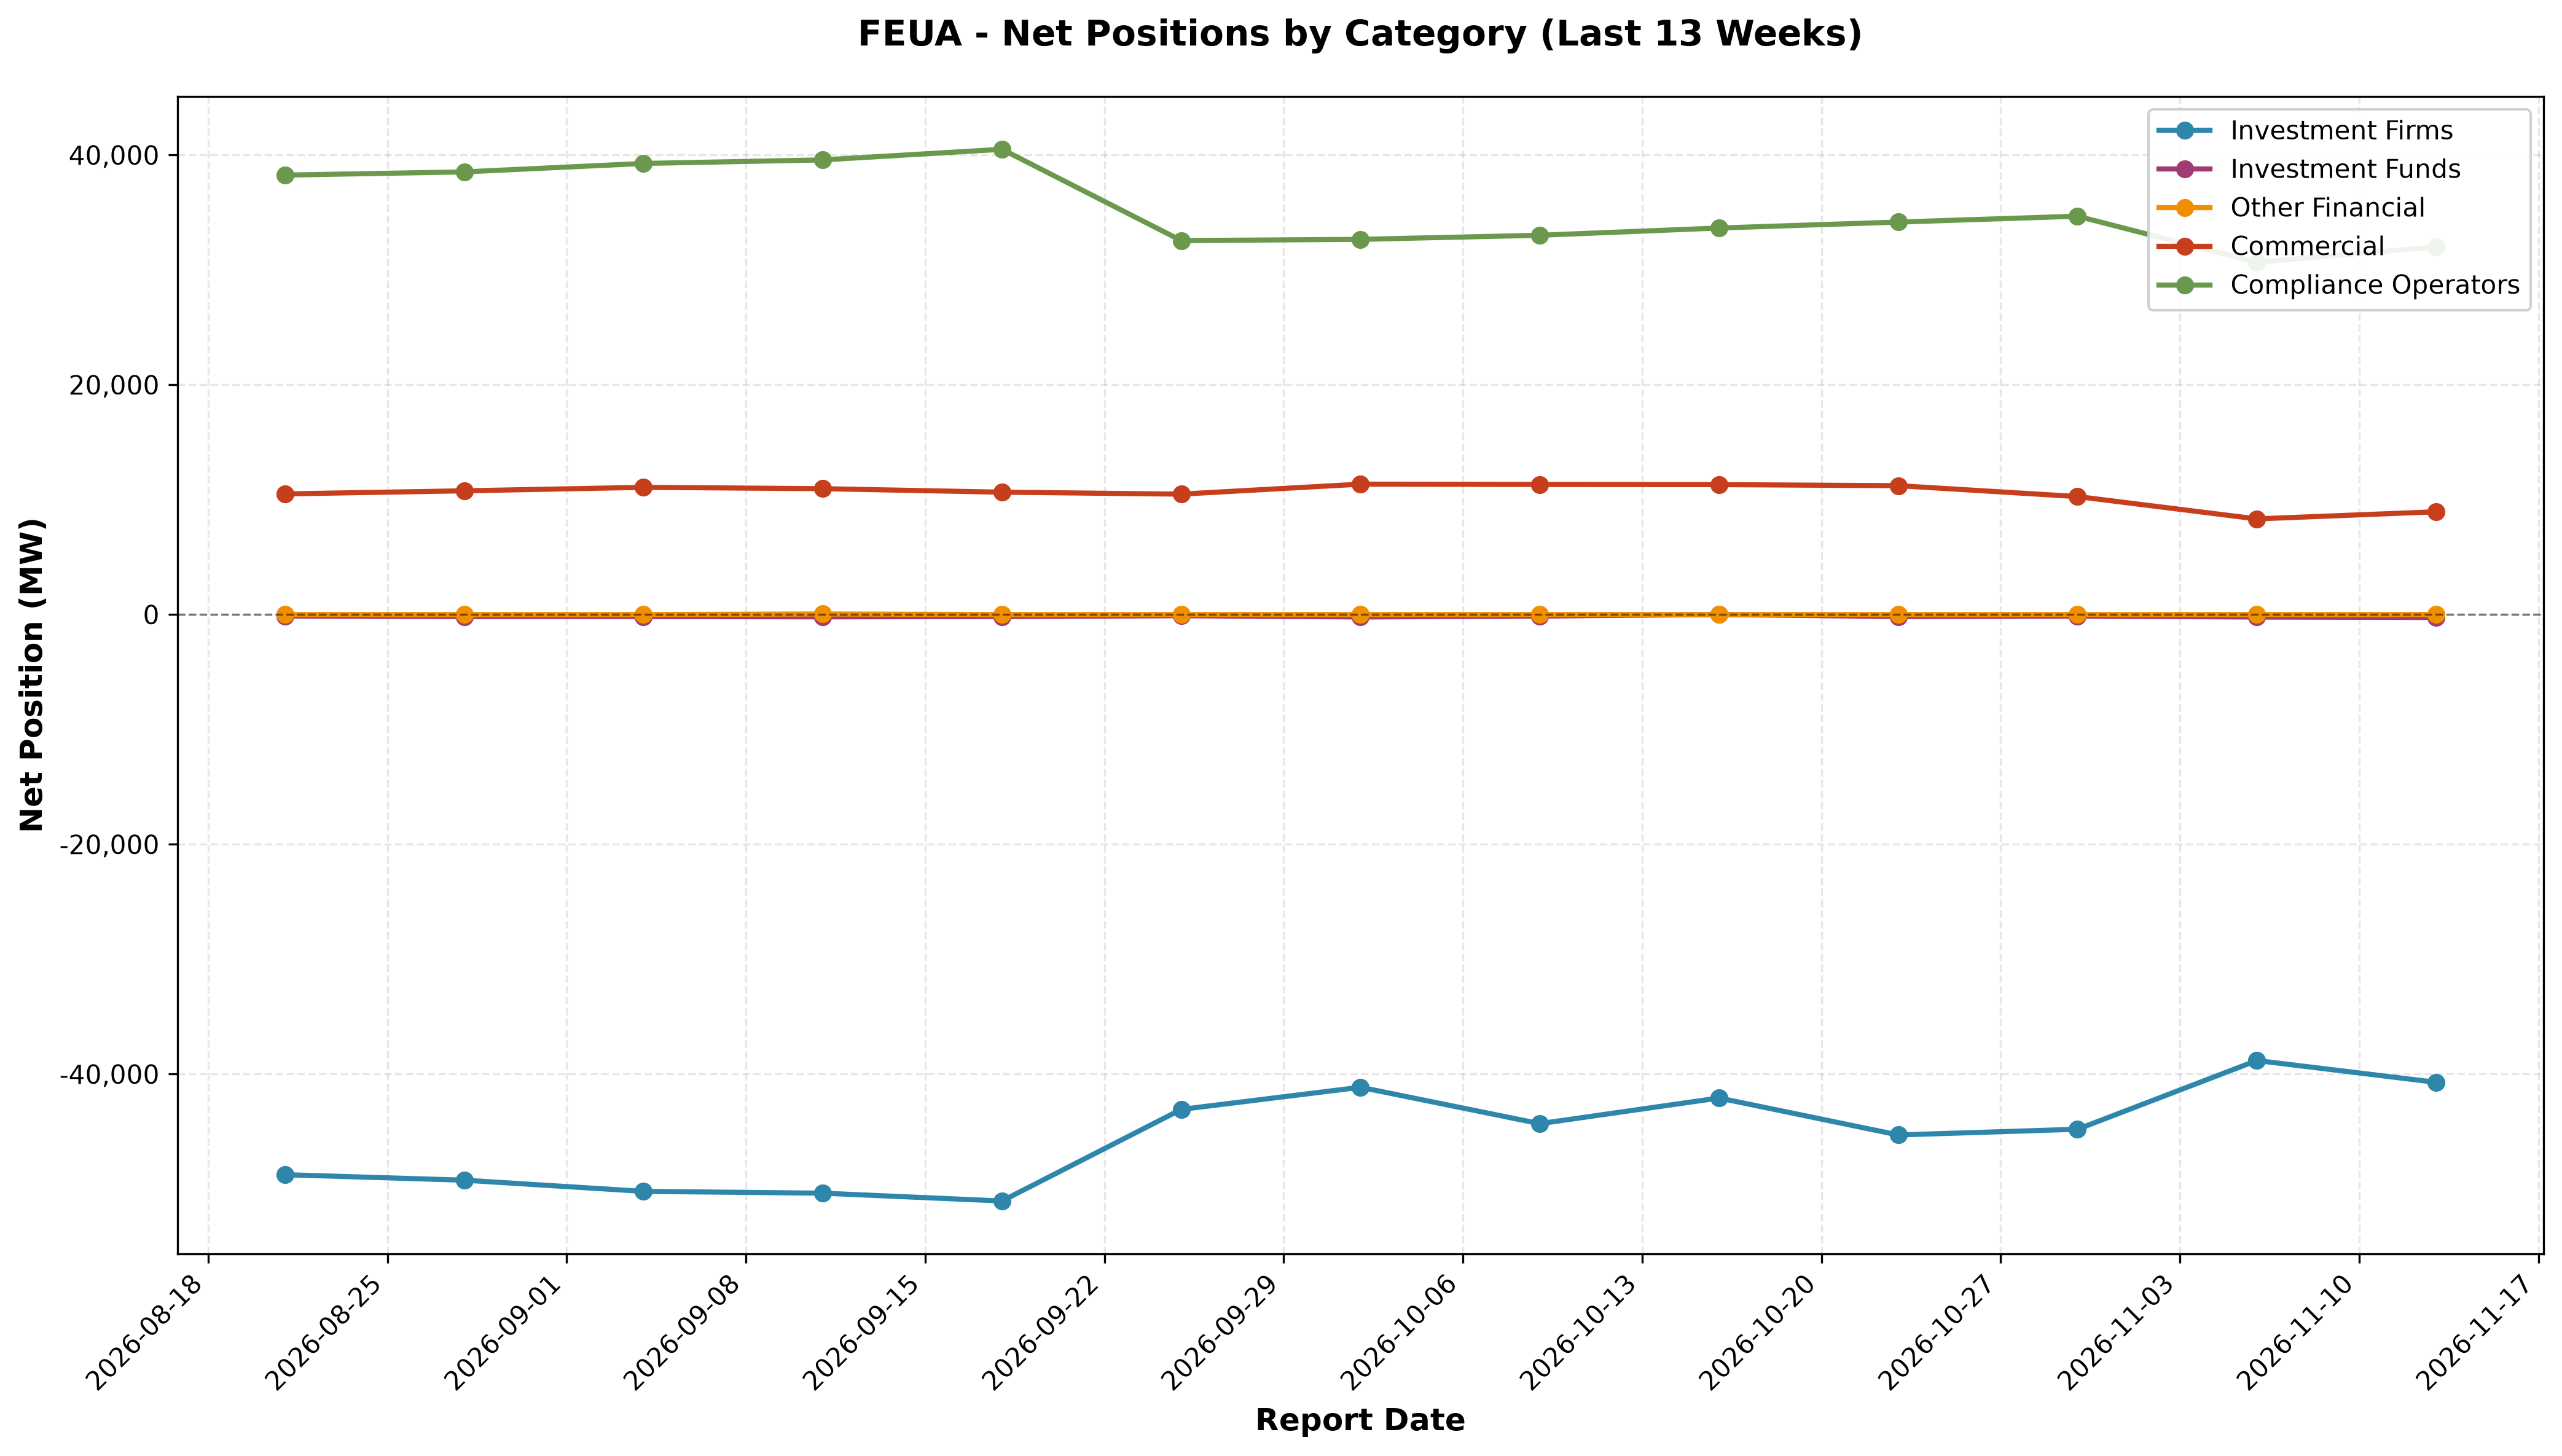 FEUA - Net Positions by Category (Last 13 Weeks)
Investment Firms
Investment Funds
Other Financial
Commercial
Compliance Operators
40,000
20,000
0
-20,000
-40,000
Net Position (MW)
2026-08-18
2026-08-25
2026-09-01
2026-09-08
2026-09-15
2026-09-22
2026-09-29
2026-10-06
2026-10-13
2026-10-20
2026-10-27
2026-11-03
2026-11-10
2026-11-17
Report Date